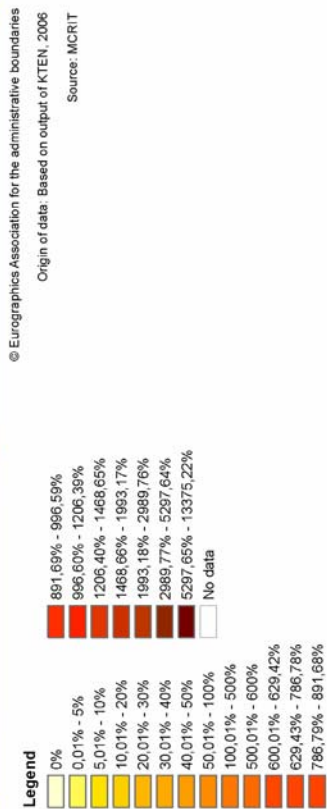 Legend
0%
0,01% - 5%
5,01% - 10%
10,01% - 20%
20,01% - 30%
30,01% - 40%
40,01% - 50%
50,01% - 100%
100,01% - 500%
500,01% - 600%
600,01% - 629,42%
629,43% - 786,78%
786,79% - 891,68%
891,69% - 996,59%
996,60% - 1206,39%
1206,40% - 1468,65%
1468,66% - 1993,17%
1993,18% - 2989,76%
2989,77% - 5297,64%
5297,65% - 13375,22%
No data
© Eurographics Association for the administrative boundaries
Origin of data: Based on output of KTEN, 2006
Source: MCRIT